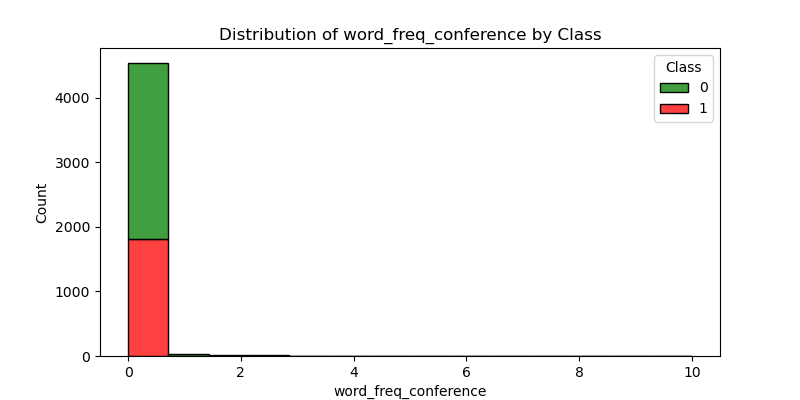 Distribution of word_freq_conference by Class
Class
0
1
4000
3000
2000
1000
0
Count
0 2 4 6 8 10
word_freq_conference